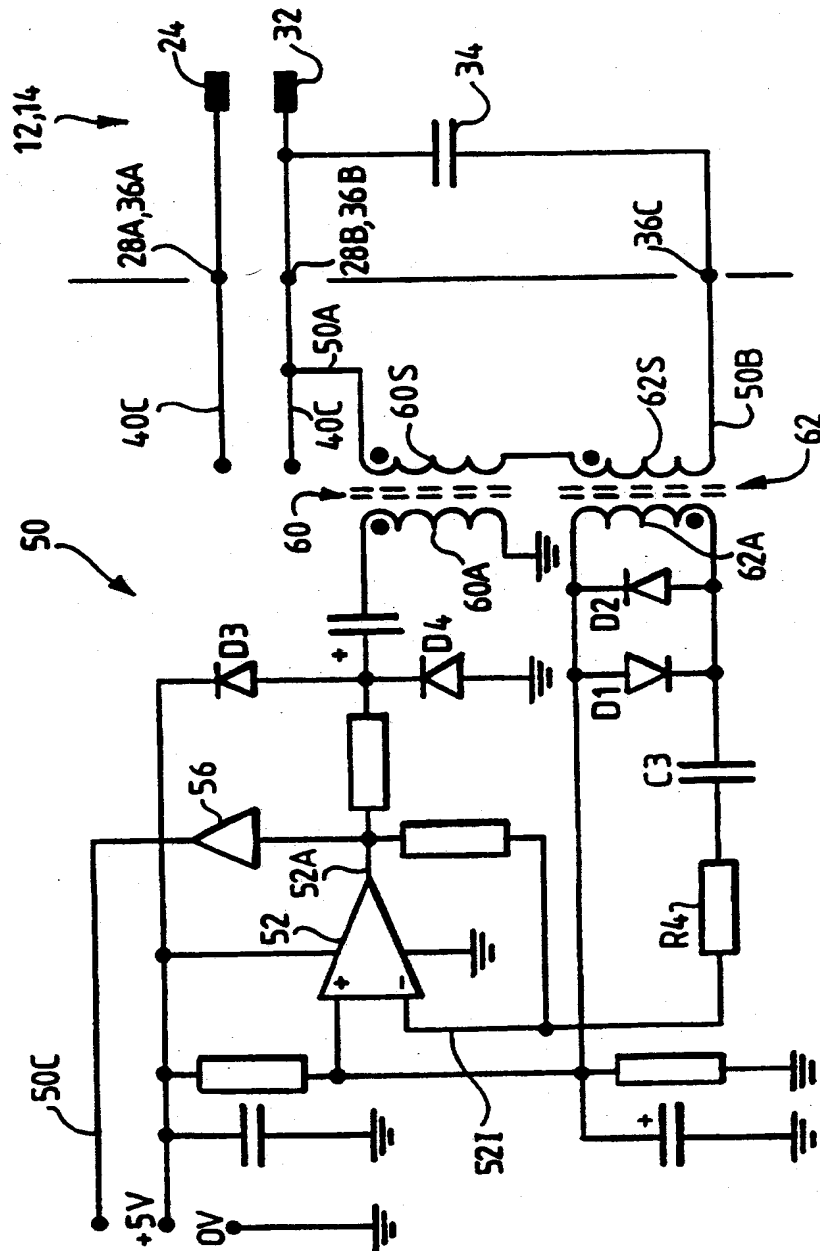 50
12,14
24
32
28A,36A
28B,36B
34
36C
40C
40C
50A
50B
60
60S
60A
62S
62A
62
50C
+5V
0V
56
52
52A
+
-
52I
D3
D4
+
D1
D2
C3
R4
+